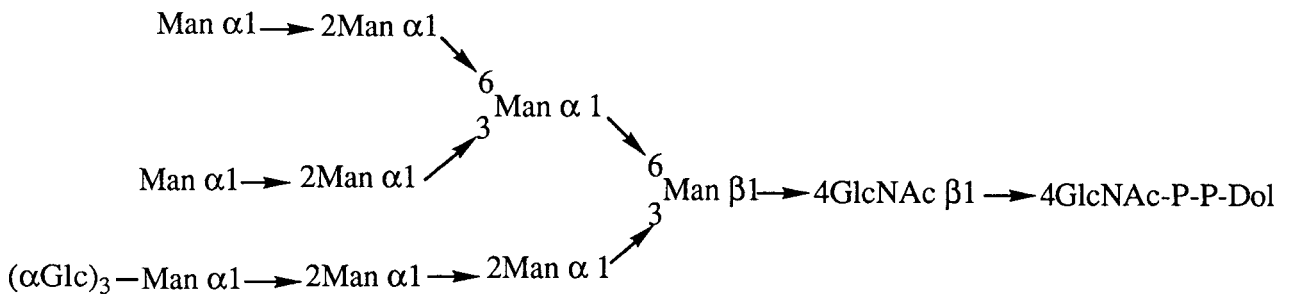 Man α1→2Man α1
6
Man α 1
3
Man α1→2Man α1
6
Man β1→4GlcNAc β1→4GlcNAc-P-P-Dol
3
(αGlc)₃–Man α1→2Man α1→2Man α 1